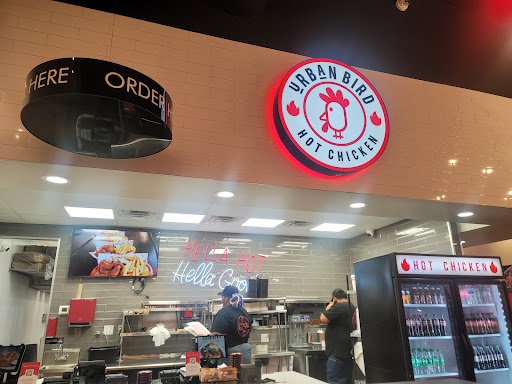 HERE ORDER
URBAN BIRD
HOT CHICKEN
HELLA HOT
Hella Good
HOT CHICKEN